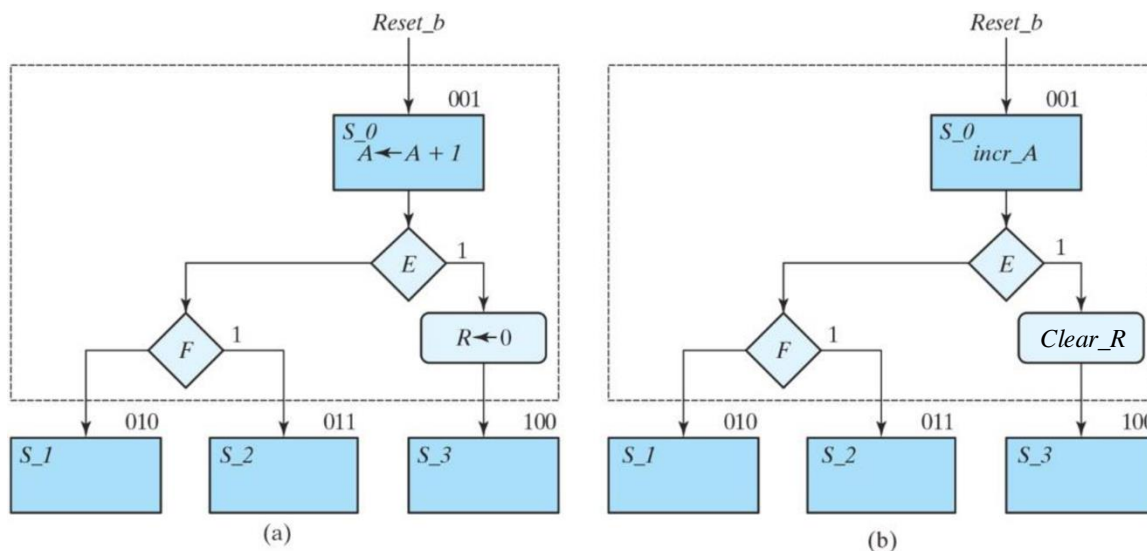 Reset_b
001
S_0
A ← A + 1
E
1
F
1
R ← 0
010
011
100
S_1
S_2
S_3
(a)
Reset_b
001
S_0
incr_A
E
1
F
1
Clear_R
010
011
100
S_1
S_2
S_3
(b)